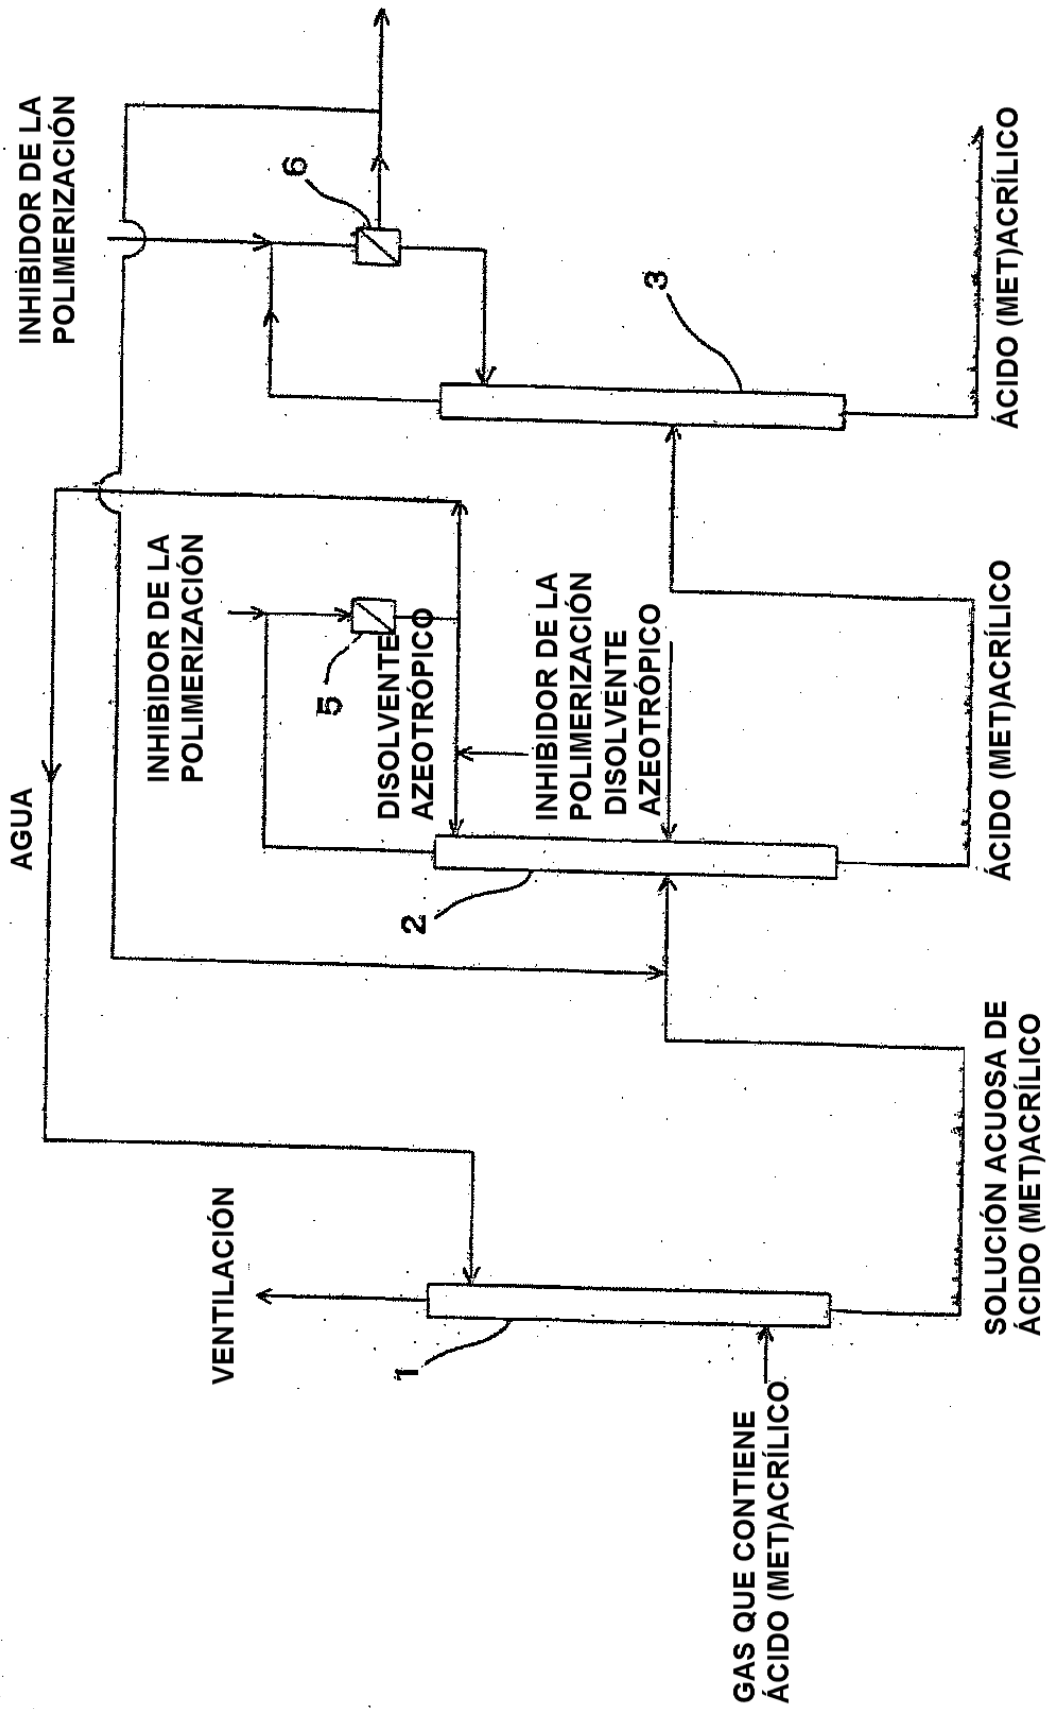 AGUA
VENTILACIÓN
1
GAS QUE CONTIENE
ÁCIDO (MET)ACRÍLICO
SOLUCIÓN ACUOSA DE
ÁCIDO (MET)ACRÍLICO
2
INHIBIDOR DE LA
POLIMERIZACIÓN
5
DISOLVENTE
AZEOTRÓPICO
INHIBIDOR DE LA
POLIMERIZACIÓN
DISOLVENTE
AZEOTRÓPICO
ÁCIDO (MET)ACRÍLICO
INHIBIDOR DE LA
POLIMERIZACIÓN
6
3
ÁCIDO (MET)ACRÍLICO